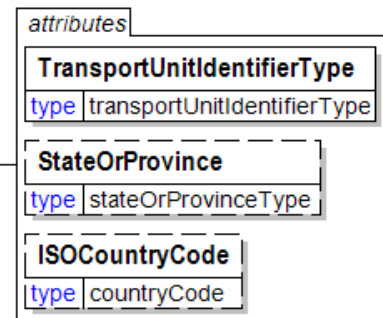 attributes
TransportUnitIdentifierType
type transportUnitIdentifierType
StateOrProvince
type stateOrProvinceType
ISOCountryCode
type countryCode